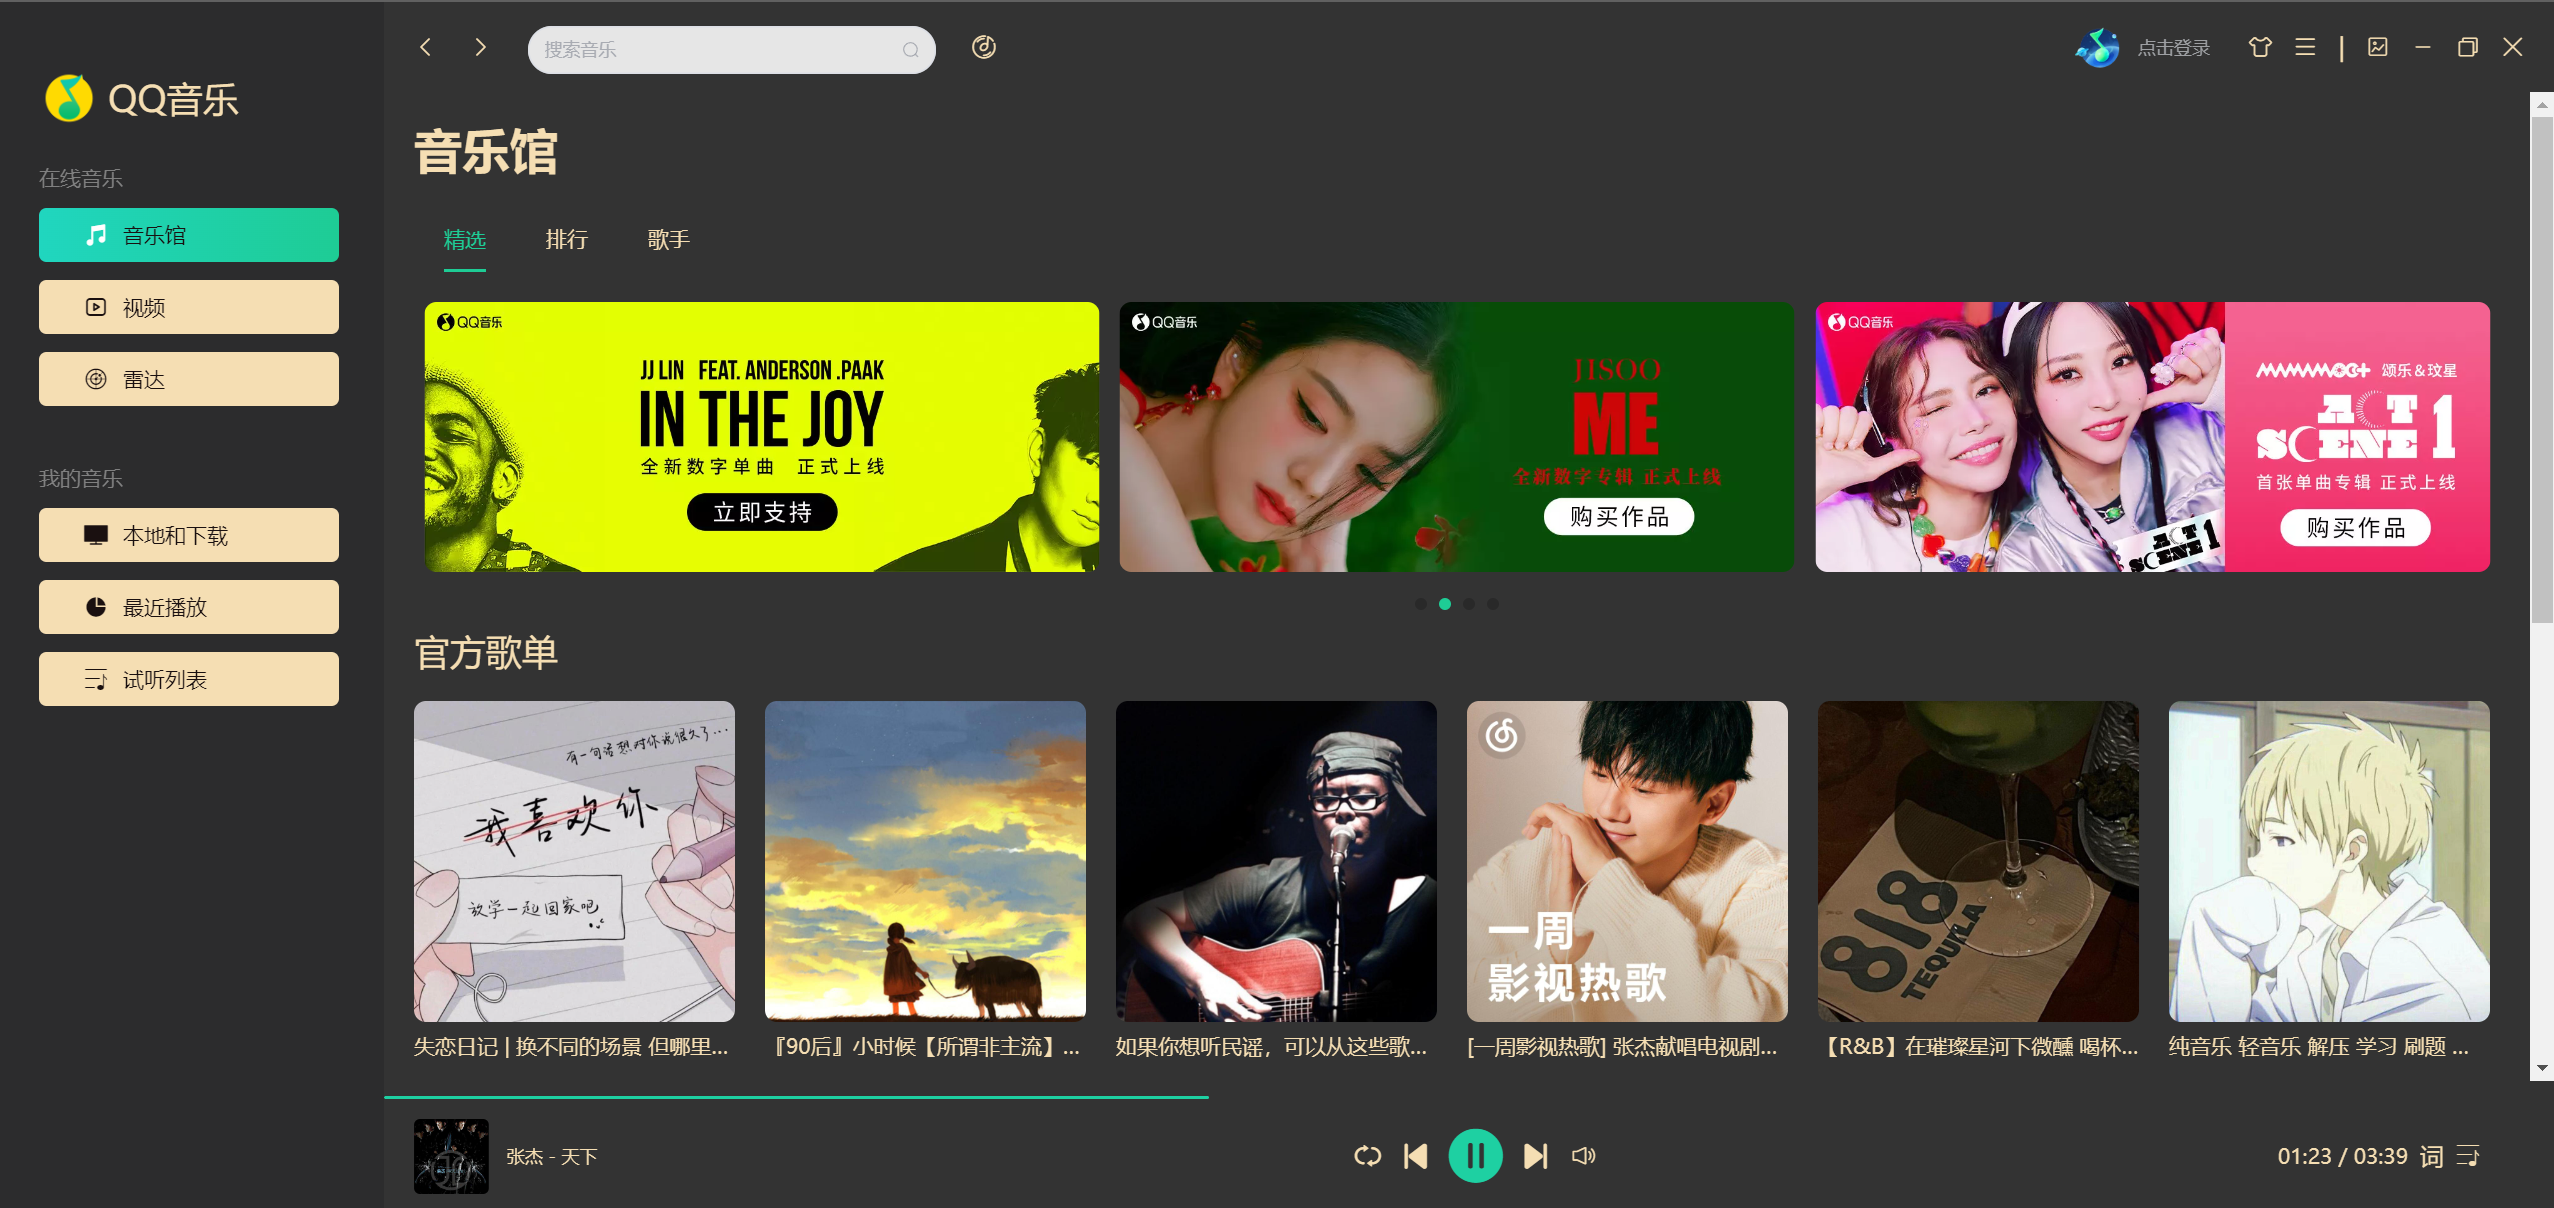 搜索音乐
点击登录
QQ音乐
在线音乐
音乐馆
视频
雷达
我的音乐
本地和下载
最近播放
试听列表
音乐馆
精选 排行 歌手
QQ音乐
JJ LIN FEAT. ANDERSON .PAAK
IN THE JOY
全新数字单曲 正式上线
立即支持
QQ音乐
JISOO
ME
全新数字专辑 正式上线
购买作品
QQ音乐
MAMAMOO+ 颂乐&玟星
ACT
SCENE 1
首张单曲专辑 正式上线
购买作品
ACT
SCENE 1
官方歌单
有一句话想对你说很久了...
我喜欢你
放学一起回家吧
一周
影视热歌
818
TEQUILA
失恋日记 | 换不同的场景 但哪里...
『90后』小时候【所谓非主流】...
如果你想听民谣，可以从这些歌...
[一周影视热歌] 张杰献唱电视剧...
【R&B】在璀璨星河下微醺 喝杯...
纯音乐 轻音乐 解压 学习 刷题 ...
张杰 - 天下
01:23 / 03:39 词